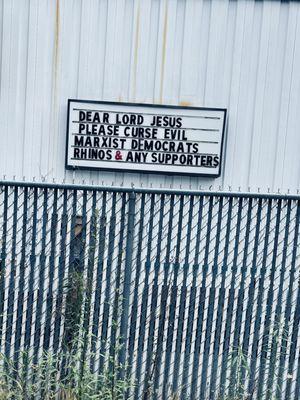 DEAR LORD JESUS
PLEASE CURSE EVIL
MARXIST DEMOCRATS
RHINOS & ANY SUPPORTERS